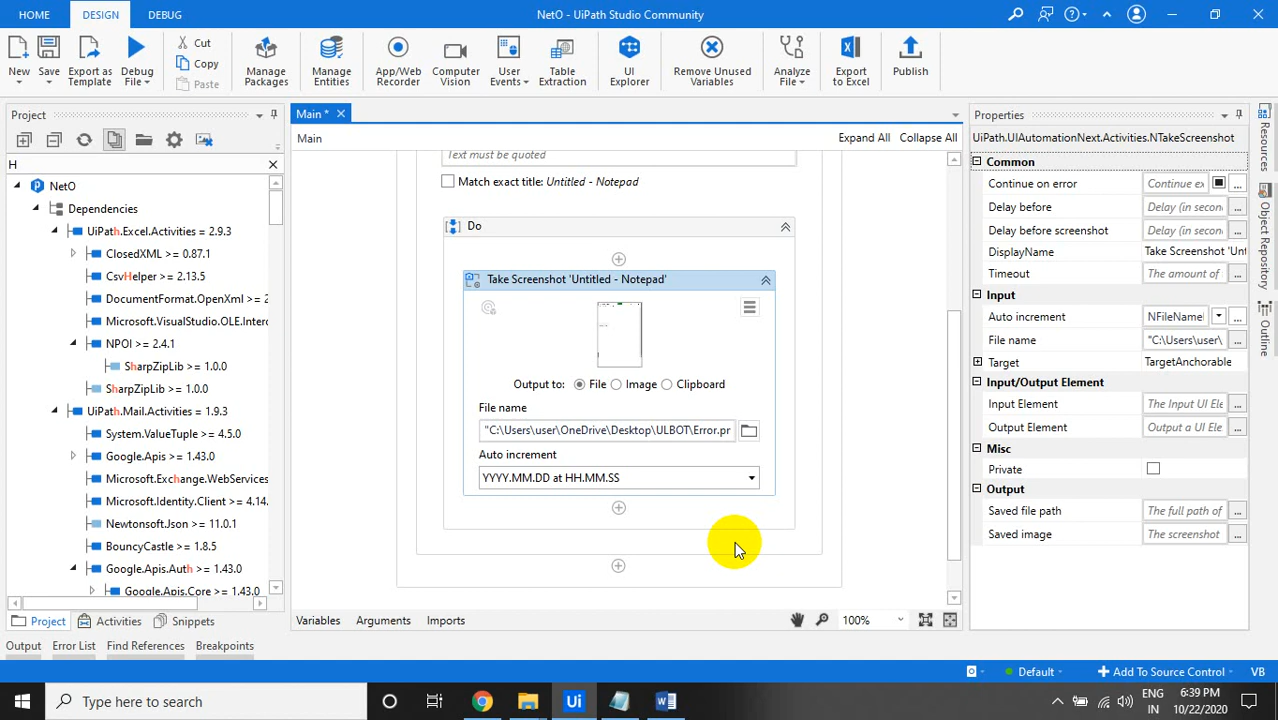 HOME DESIGN DEBUG
NetO - UiPath Studio Community
New Save Export as Template Debug File Cut Copy Paste Manage Packages Manage Entities App/Web Recorder Computer Vision User Events Table Extraction UI Explorer Remove Unused Variables Analyze File Export to Excel Publish
Project
H
NetO
Dependencies
UiPath.Excel.Activities = 2.9.3
ClosedXML >= 0.87.1
CsvHelper >= 2.13.5
DocumentFormat.OpenXml >= 2
Microsoft.VisualStudio.OLE.Interc
NPOI >= 2.4.1
SharpZipLib >= 1.0.0
SharpZipLib >= 1.0.0
UiPath.Mail.Activities = 1.9.3
System.ValueTuple >= 4.5.0
Google.Apis >= 1.43.0
Microsoft.Exchange.WebServices
Microsoft.Identity.Client >= 4.14.
Newtonsoft.Json >= 11.0.1
BouncyCastle >= 1.8.5
Google.Apis.Auth >= 1.43.0
Google.Apis.Core >= 1.43.0
Project Activities Snippets
Output Error List Find References Breakpoints
Main *
Main
Expand All Collapse All
Text must be quoted
Match exact title: Untitled - Notepad
Do
Take Screenshot 'Untitled - Notepad'
Output to: File Image Clipboard
File name
"C:\Users\user\OneDrive\Desktop\ULBOT\Error.pr
Auto increment
YYYY.MM.DD at HH.MM.SS
Variables Arguments Imports
100%
Properties
UiPath.UIAutomationNext.Activities.NTakeScreenshot
Common
Continue on error Continue ex ...
Delay before Delay (in secon ...
Delay before screenshot Delay (in secon ...
DisplayName Take Screenshot 'Un
Timeout The amount of ...
Input
Auto increment NFileNameI ...
File name "C:\Users\user\ ...
Target TargetAnchorable
Input/Output Element
Input Element The Input UI Ele ...
Output Element Output a UI Ele ...
Misc
Private
Output
Saved file path The full path of ...
Saved image The screenshot ...
Resources
Object Repository
Outline
Default Add To Source Control VB
Type here to search
Ui
W
ENG
IN
6:39 PM
10/22/2020